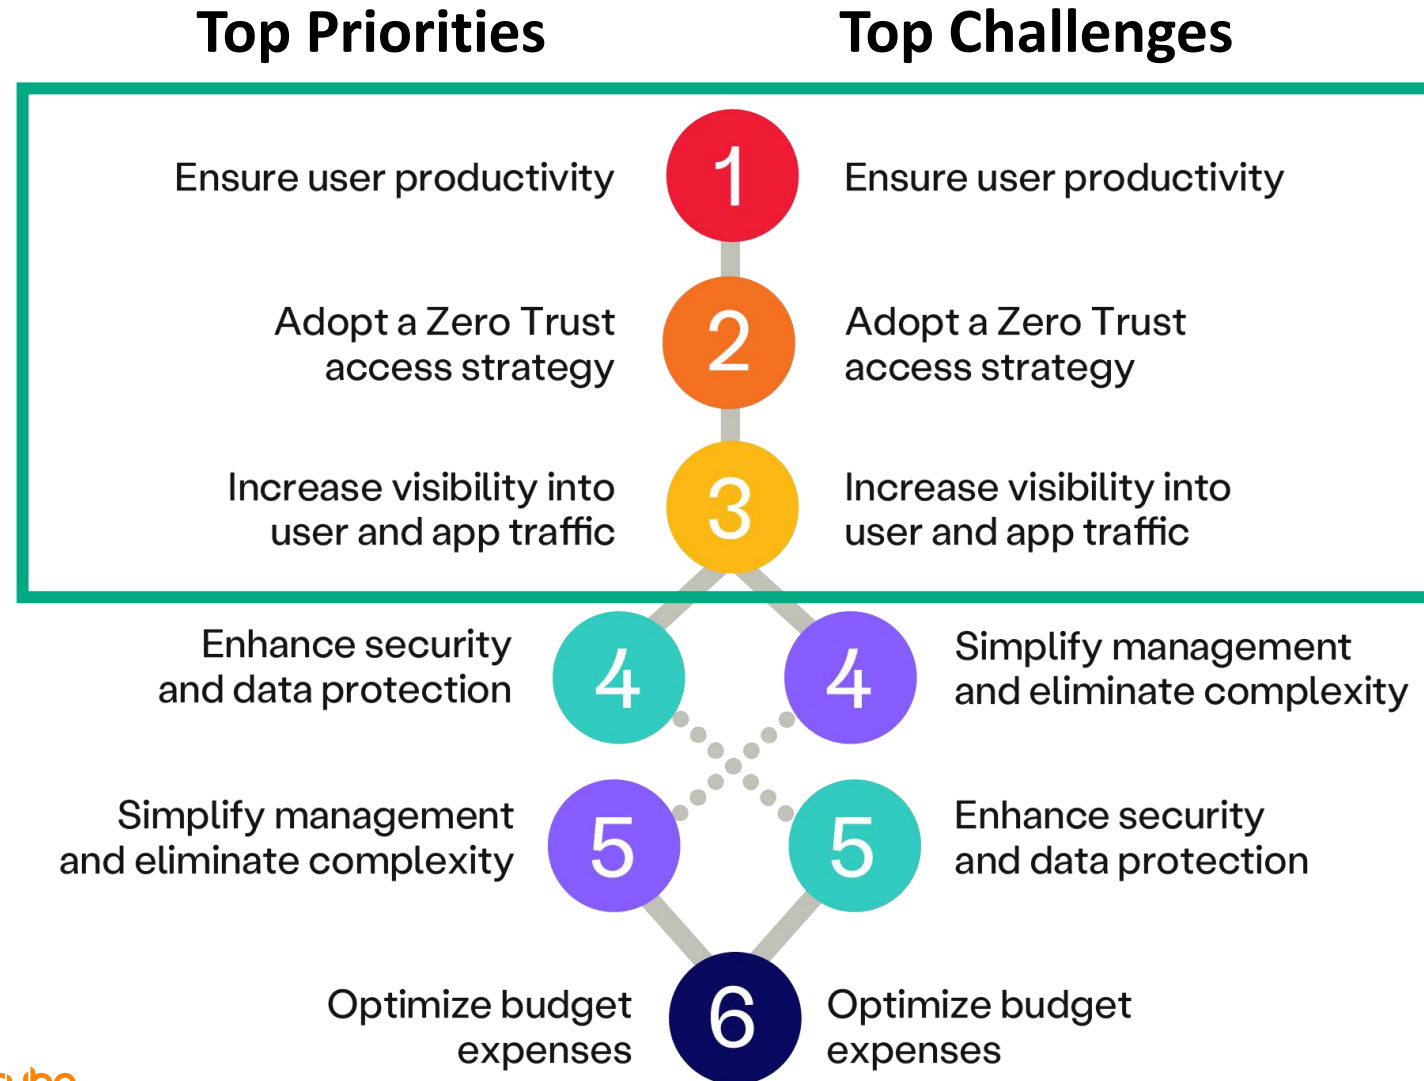 Top Priorities
Top Challenges
Ensure user productivity
1
Ensure user productivity
Adopt a Zero Trust
access strategy
2
Adopt a Zero Trust
access strategy
Increase visibility into
user and app traffic
3
Increase visibility into
user and app traffic
Enhance security
and data protection
4
4
Simplify management
and eliminate complexity
Simplify management
and eliminate complexity
5
5
Enhance security
and data protection
Optimize budget
expenses
6
Optimize budget
expenses